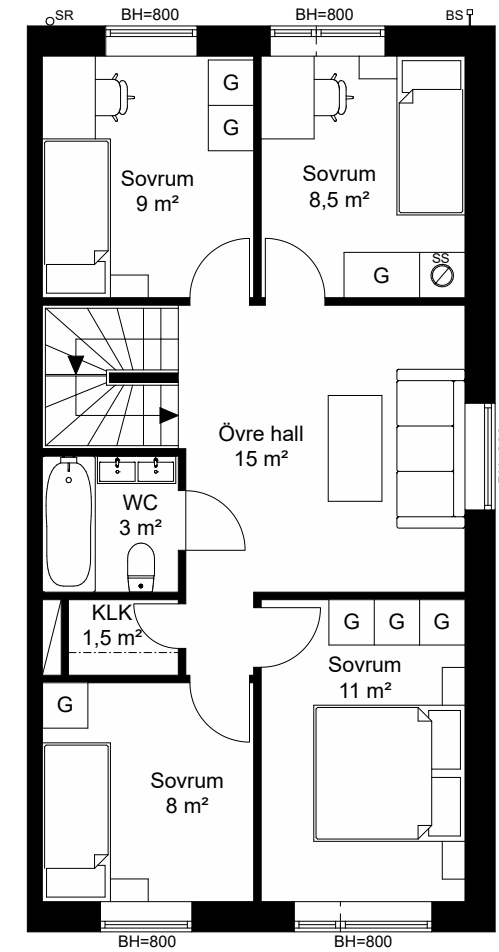 SR
BH=800
BH=800
BS
G
G
Sovrum
9 m²
Sovrum
8,5 m²
SS
G
Övre hall
15 m²
WC
3 m²
KLK
1,5 m²
G
G
G
Sovrum
11 m²
G
Sovrum
8 m²
BH=800
BH=800